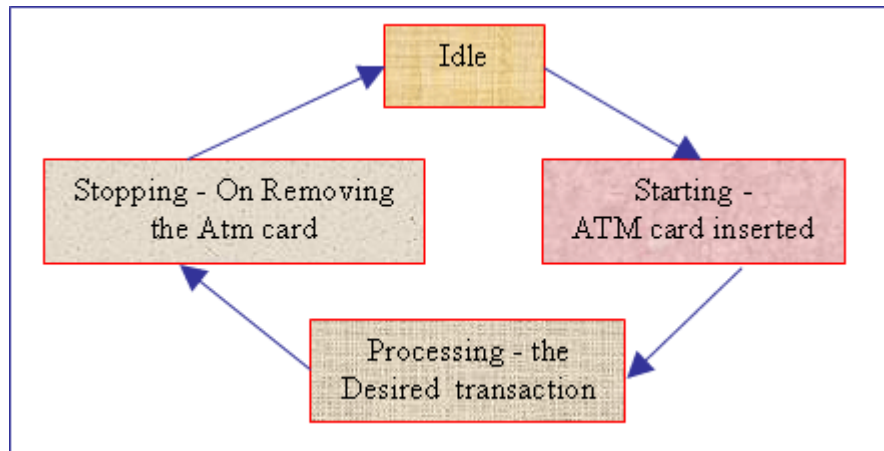 Idle
Stopping - On Removing
the Atm card
Starting -
ATM card inserted
Processing - the
Desired transaction